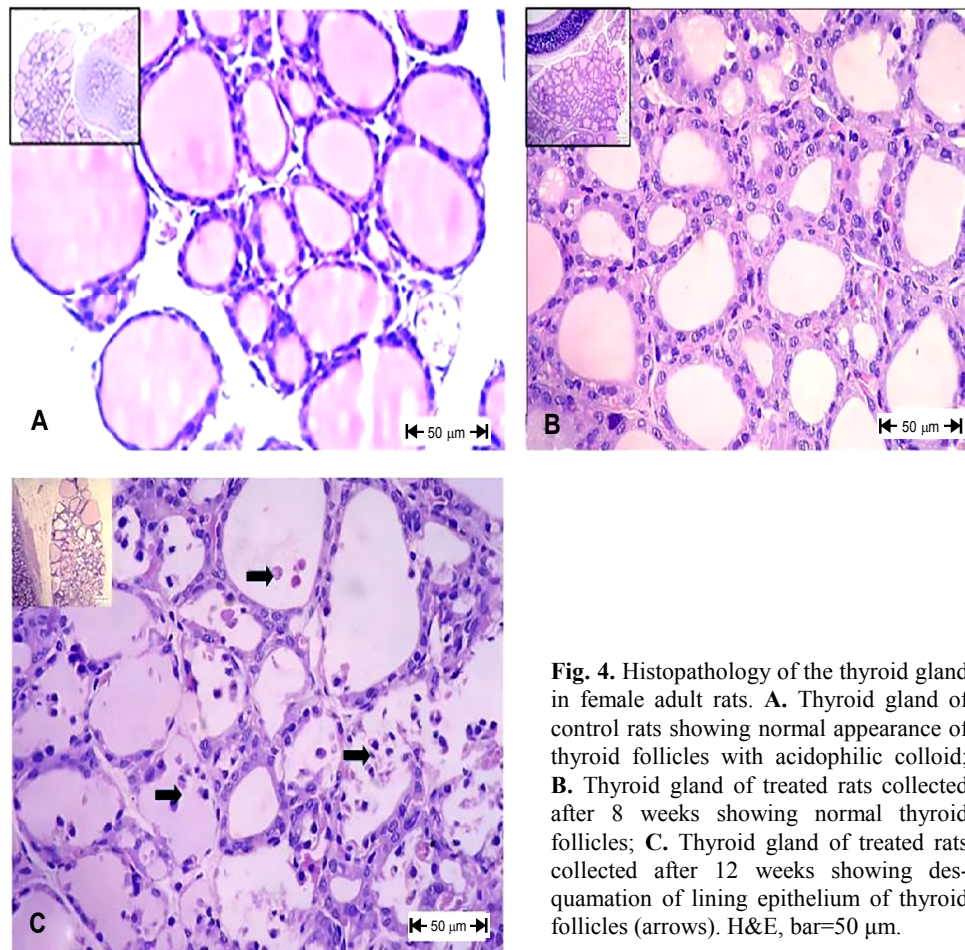 A
50 μm
B
50 μm
C
50 μm
Fig. 4. Histopathology of the thyroid gland
in female adult rats. A. Thyroid gland of
control rats showing normal appearance of
thyroid follicles with acidophilic colloid;
B. Thyroid gland of treated rats collected
after 8 weeks showing normal thyroid
follicles; C. Thyroid gland of treated rats
collected after 12 weeks showing des-
quamation of lining epithelium of thyroid
follicles (arrows). H&E, bar=50 μm.